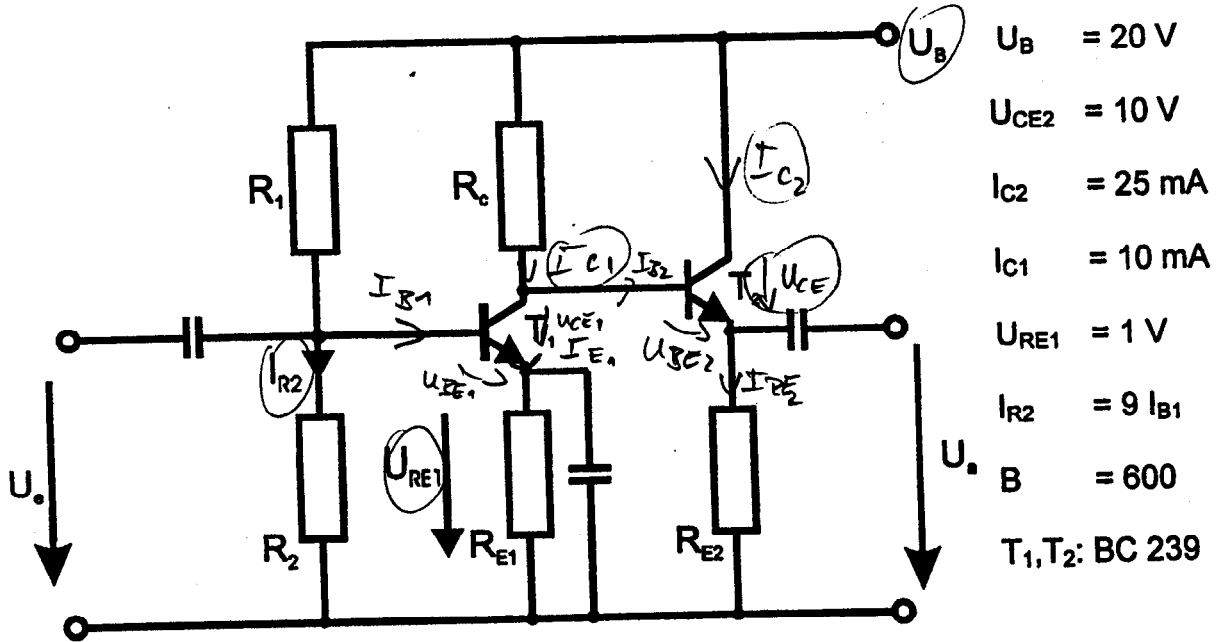 U_B
U_B = 20 V
U_CE2 = 10 V
I_C2 = 25 mA
I_C1 = 10 mA
U_RE1 = 1 V
I_R2 = 9 I_B1
B = 600
T_1,T_2: BC 239
R_1
R_c
I_C2
I_C1
I_B2
I_B1
T_1
U_CE1
T_2
U_CE
I_E1
U_BE1
U_BE2
I_RE2
I_R2
U_RE1
U_e
R_2
R_E1
R_E2
U_a